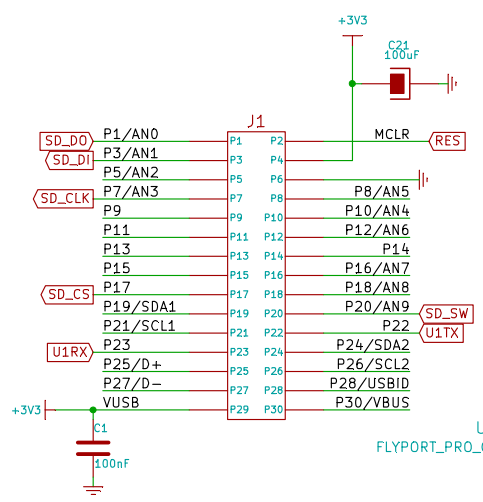 +3V3
C21
100uF
J1
SD_DO P1/AN0 P1 P2 MCLR RES
SD_DI P3/AN1 P3 P4
P5/AN2 P5 P6
SD_CLK P7/AN3 P7 P8 P8/AN5
P9 P9 P10 P10/AN4
P11 P11 P12 P12/AN6
P13 P13 P14 P14
P15 P15 P16 P16/AN7
SD_CS P17 P17 P18 P18/AN8
P19/SDA1 P19 P20 P20/AN9 SD_SW
P21/SCL1 P21 P22 P22 U1TX
U1RX P23 P23 P24 P24/SDA2
P25/D+ P25 P26 P26/SCL2
P27/D- P27 P28 P28/USBID
+3V3 VUSB P29 P30 P30/VBUS
C1
100nF
U
FLYPORT_PRO_